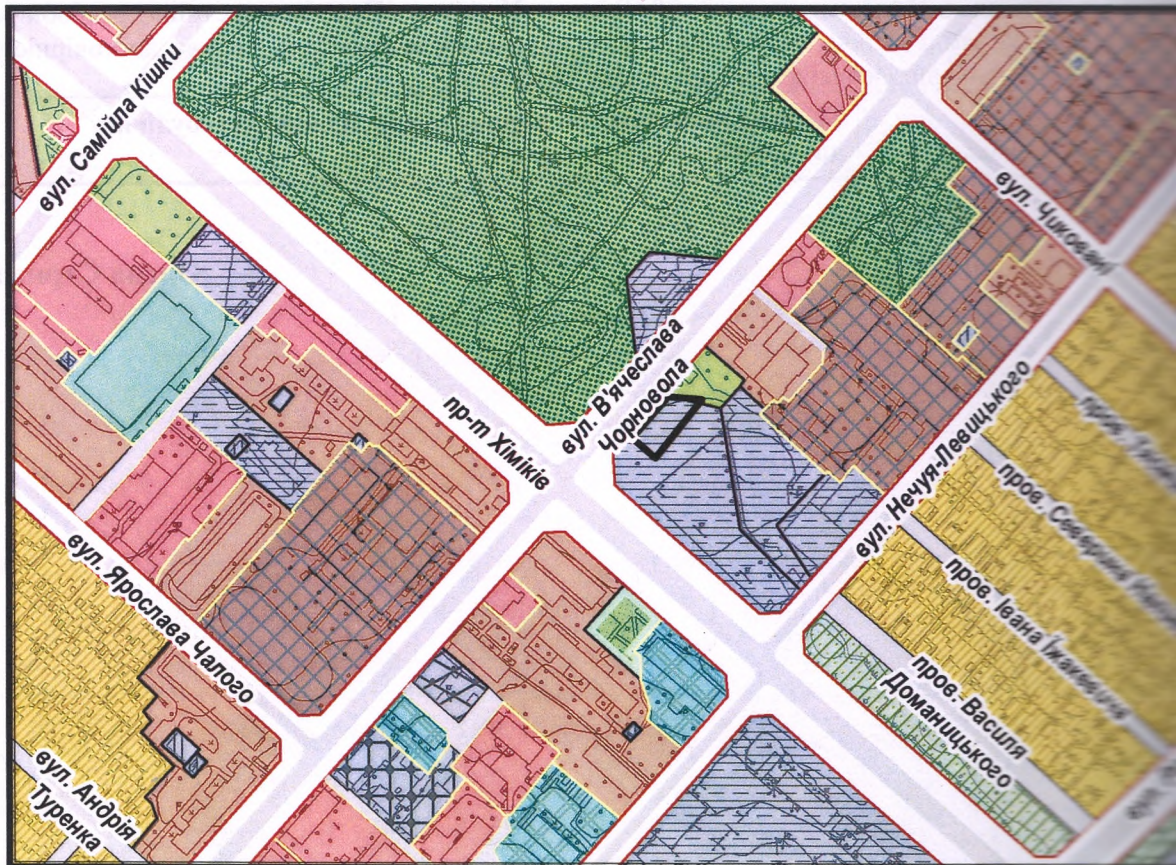 вул. Самійла Кішки
вул. Чиковані
вул. В'ячеслава
Чорновола
пр-т Хіміків
вул. Нечуя-Левицького
пров. Северина
пров. Івана Їжакевича
пров. Василя
Доманицького
вул. Ярослава Чалого
вул. Андрія
Туренка